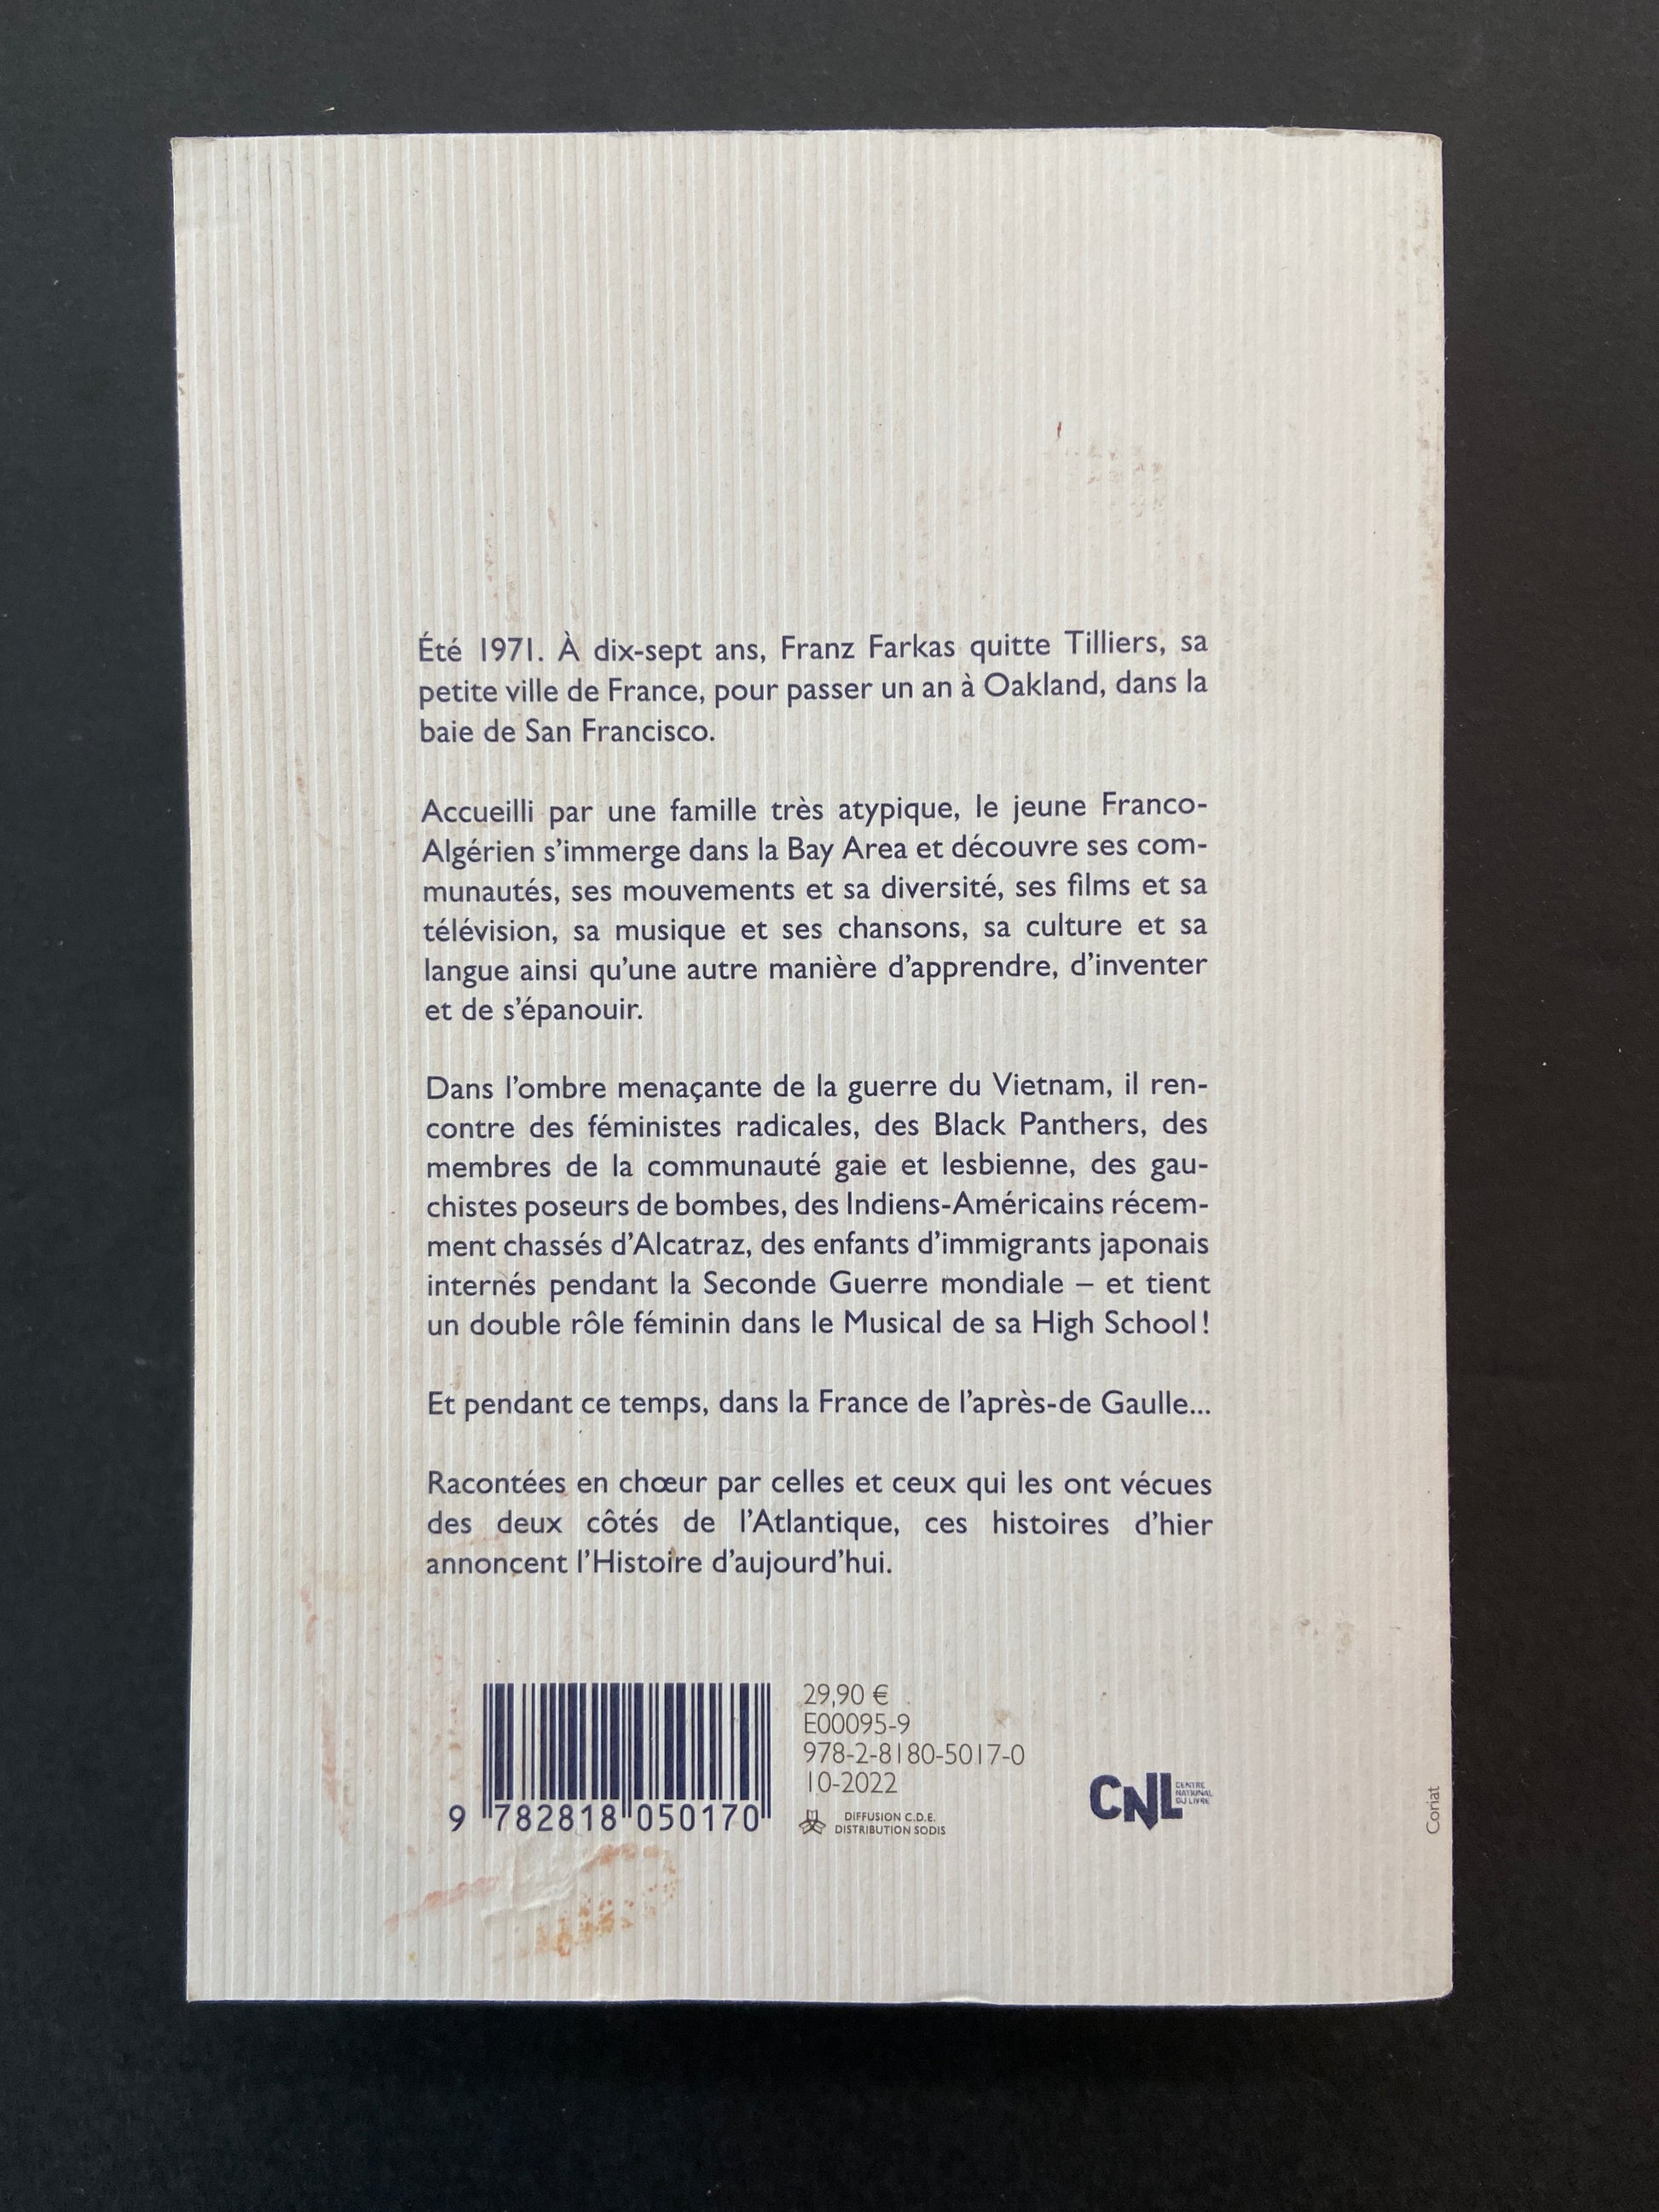 Été 1971. À dix-sept ans, Franz Farkas quitte Tilliers, sa
petite ville de France, pour passer un an à Oakland, dans la
baie de San Francisco.
Accueilli par une famille très atypique, le jeune Franco-
Algérien s'immerge dans la Bay Area et découvre ses com-
munautés, ses mouvements et sa diversité, ses films et sa
télévision, sa musique et ses chansons, sa culture et sa
langue ainsi qu'une autre manière d'apprendre, d'inventer
et de s'épanouir.
Dans l'ombre menaçante de la guerre du Vietnam, il ren-
contre des féministes radicales, des Black Panthers, des
membres de la communauté gaie et lesbienne, des gau-
chistes poseurs de bombes, des Indiens-Américains récem-
ment chassés d'Alcatraz, des enfants d'immigrants japonais
internés pendant la Seconde Guerre mondiale – et tient
un double rôle féminin dans le Musical de sa High School !
Et pendant ce temps, dans la France de l'après-de Gaulle...
Racontées en chœur par celles et ceux qui les ont vécues
des deux côtés de l'Atlantique, ces histoires d'hier
annoncent l'Histoire d'aujourd'hui.
29,90 €
E00095-9
978-2-8180-5017-0
10-2022
DIFFUSION C.D.E.
DISTRIBUTION SODIS
9 782818 050170
CNL
CENTRE
NATIONAL
DU LIVRE
Coriat